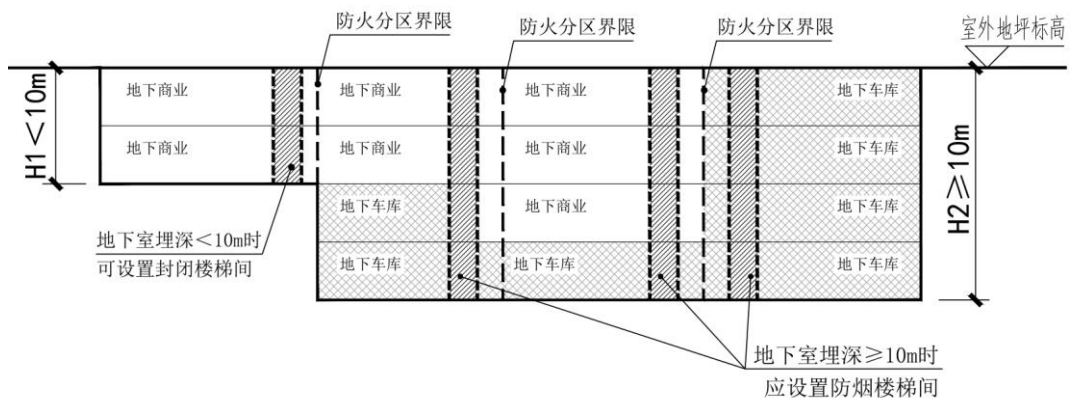 防火分区界限
防火分区界限
防火分区界限
室外地坪标高
地下商业
地下商业
地下商业
地下车库
H1＜10m
地下商业
地下商业
地下商业
地下车库
H2≥10m
地下车库
地下商业
地下车库
地下车库
地下车库
地下车库
地下室埋深＜10m时
可设置封闭楼梯间
地下室埋深≥10m时
应设置防烟楼梯间